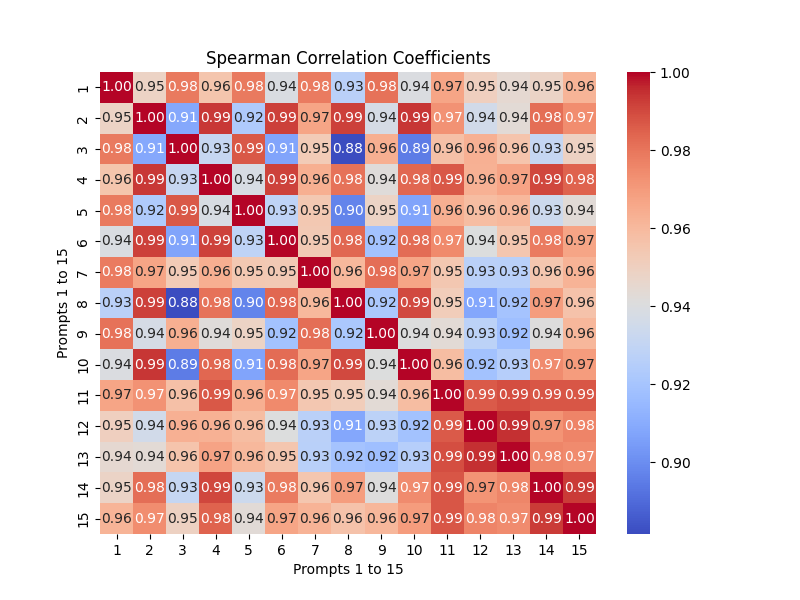 Spearman Correlation Coefficients
1 1.00 0.95 0.98 0.96 0.98 0.94 0.98 0.93 0.98 0.94 0.97 0.95 0.94 0.95 0.96
2 0.95 1.00 0.91 0.99 0.92 0.99 0.97 0.99 0.94 0.99 0.97 0.94 0.94 0.98 0.97
3 0.98 0.91 1.00 0.93 0.99 0.91 0.95 0.88 0.96 0.89 0.96 0.96 0.96 0.93 0.95
4 0.96 0.99 0.93 1.00 0.94 0.99 0.96 0.98 0.94 0.98 0.99 0.96 0.97 0.99 0.98
5 0.98 0.92 0.99 0.94 1.00 0.93 0.95 0.90 0.95 0.91 0.96 0.96 0.96 0.93 0.94
6 0.94 0.99 0.91 0.99 0.93 1.00 0.95 0.98 0.92 0.98 0.97 0.94 0.95 0.98 0.97
7 0.98 0.97 0.95 0.96 0.95 0.95 1.00 0.96 0.98 0.97 0.95 0.93 0.93 0.96 0.96
8 0.93 0.99 0.88 0.98 0.90 0.98 0.96 1.00 0.92 0.99 0.95 0.91 0.92 0.97 0.96
9 0.98 0.94 0.96 0.94 0.95 0.92 0.98 0.92 1.00 0.94 0.94 0.93 0.92 0.94 0.96
10 0.94 0.99 0.89 0.98 0.91 0.98 0.97 0.99 0.94 1.00 0.96 0.92 0.93 0.97 0.97
11 0.97 0.97 0.96 0.99 0.96 0.97 0.95 0.95 0.94 0.96 1.00 0.99 0.99 0.99 0.99
12 0.95 0.94 0.96 0.96 0.96 0.94 0.93 0.91 0.93 0.92 0.99 1.00 0.99 0.97 0.98
13 0.94 0.94 0.96 0.97 0.96 0.95 0.93 0.92 0.92 0.93 0.99 0.99 1.00 0.98 0.97
14 0.95 0.98 0.93 0.99 0.93 0.98 0.96 0.97 0.94 0.97 0.99 0.97 0.98 1.00 0.99
15 0.96 0.97 0.95 0.98 0.94 0.97 0.96 0.96 0.96 0.97 0.99 0.98 0.97 0.99 1.00
1 2 3 4 5 6 7 8 9 10 11 12 13 14 15
Prompts 1 to 15
Prompts 1 to 15
1.00
0.98
0.96
0.94
0.92
0.90